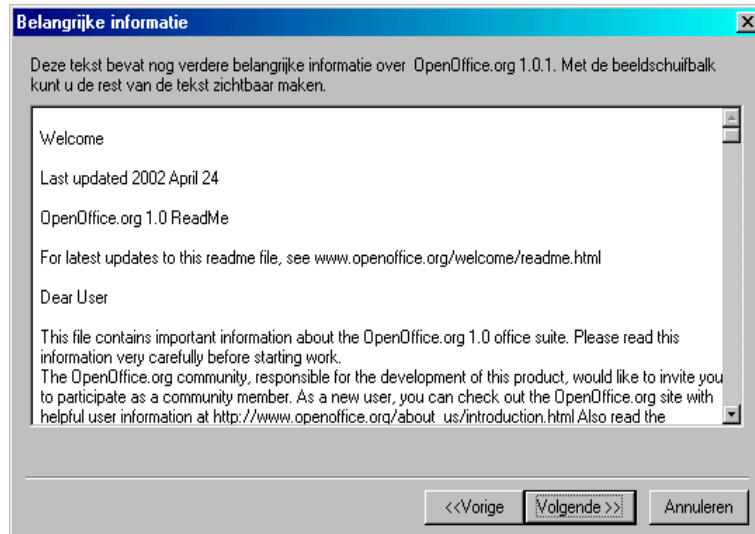 Belangrijke informatie
Deze tekst bevat nog verdere belangrijke informatie over OpenOffice.org 1.0.1. Met de beeldschuifbalk
kunt u de rest van de tekst zichtbaar maken.
Welcome
Last updated 2002 April 24
OpenOffice.org 1.0 ReadMe
For latest updates to this readme file, see www.openoffice.org/welcome/readme.html
Dear User
This file contains important information about the OpenOffice.org 1.0 office suite. Please read this
information very carefully before starting work.
The OpenOffice.org community, responsible for the development of this product, would like to invite you
to participate as a community member. As a new user, you can check out the OpenOffice.org site with
helpful user information at http://www.openoffice.org/about_us/introduction.html Also read the
<<Vorige
Volgende >>
Annuleren